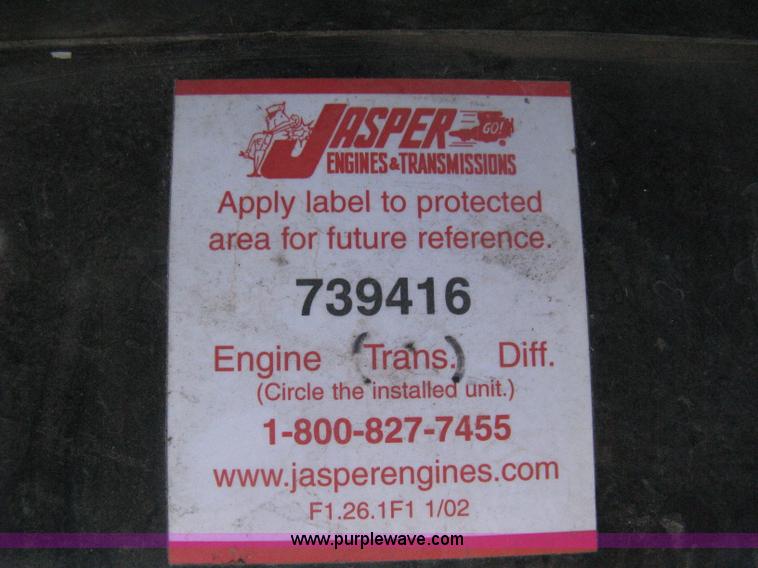 JASPER
GO!
ENGINES & TRANSMISSIONS
Apply label to protected
area for future reference.
739416
Engine (Trans.) Diff.
(Circle the installed unit.)
1-800-827-7455
www.jasperengines.com
F1.26.1F1 1/02
www.purplewave.com